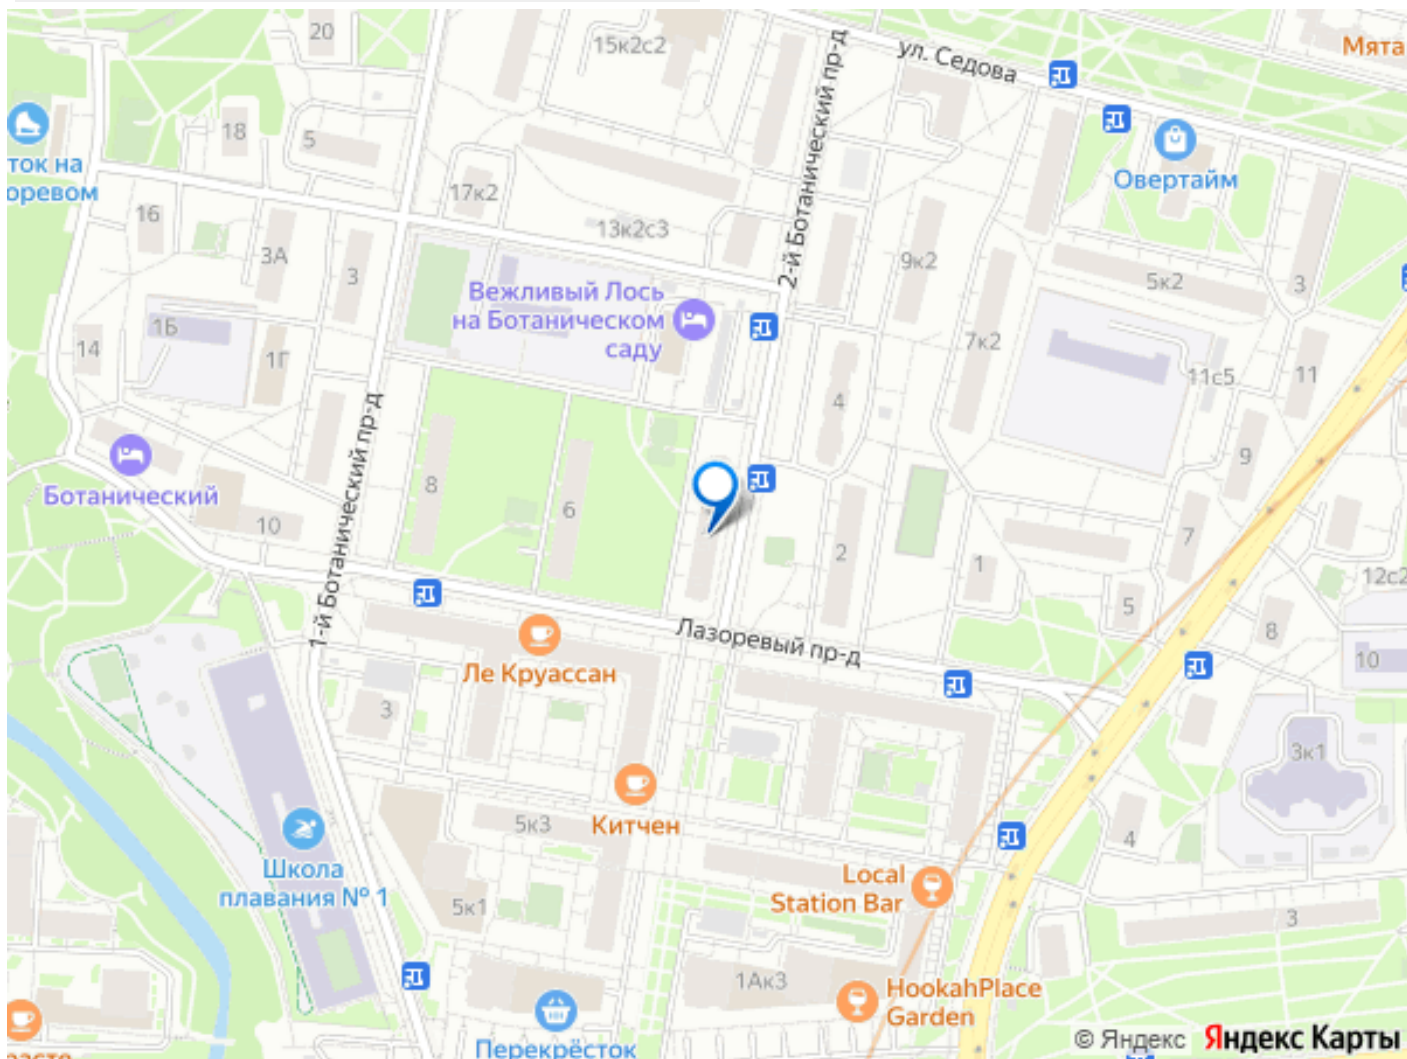 20
15к2с2
ул. Седова
Мята
18
5
2-й Ботанический пр-д
ток на
оревом
Овертайм
17к2
16
13к2с3
3А
3
9к2
5к2
3
Вежливый Лось
на Ботаническом
саду
1Б
14
1Г
7к2
11с5
11
4
1-й Ботанический пр-д
9
Ботанический
8
6
10
2
7
1
12с2
5
8
Лазоревый пр-д
10
Ле Круассан
3
3к1
5к3
Китчен
4
Школа
плавания № 1
Local
Station Bar
5к1
3
1Ак3
HookahPlace
Garden
Перекрёсток
© Яндекс Яндекс Карты